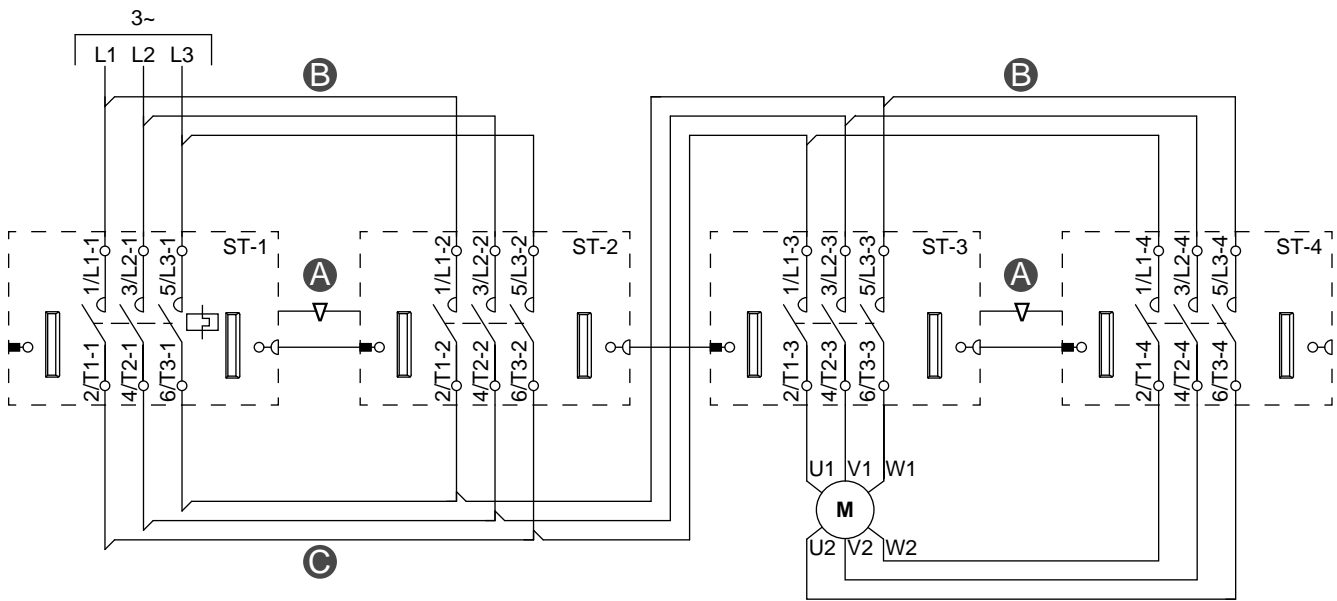 3~
L1 L2 L3
B
B
1/L1-1
3/L2-1
5/L3-1
ST-1
A
1/L1-2
3/L2-2
5/L3-2
ST-2
1/L1-3
3/L2-3
5/L3-3
ST-3
A
1/L1-4
3/L2-4
5/L3-4
ST-4
2/T1-1
4/T2-1
6/T3-1
2/T1-2
4/T2-2
6/T3-2
2/T1-3
4/T2-3
6/T3-3
2/T1-4
4/T2-4
6/T3-4
U1 V1 W1
M
U2 V2 W2
C